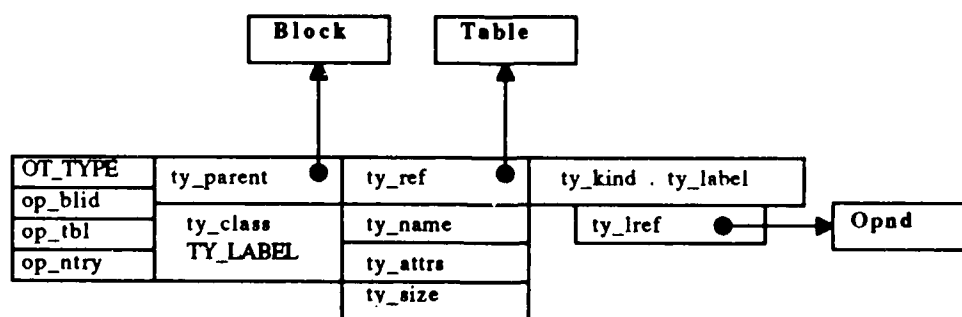 Block
Table
OT_TYPE
op_blid
op_tbl
op_ntry
ty_parent
ty_class
TY_LABEL
ty_ref
ty_name
ty_attrs
ty_size
ty_kind . ty_label
ty_lref
Opnd